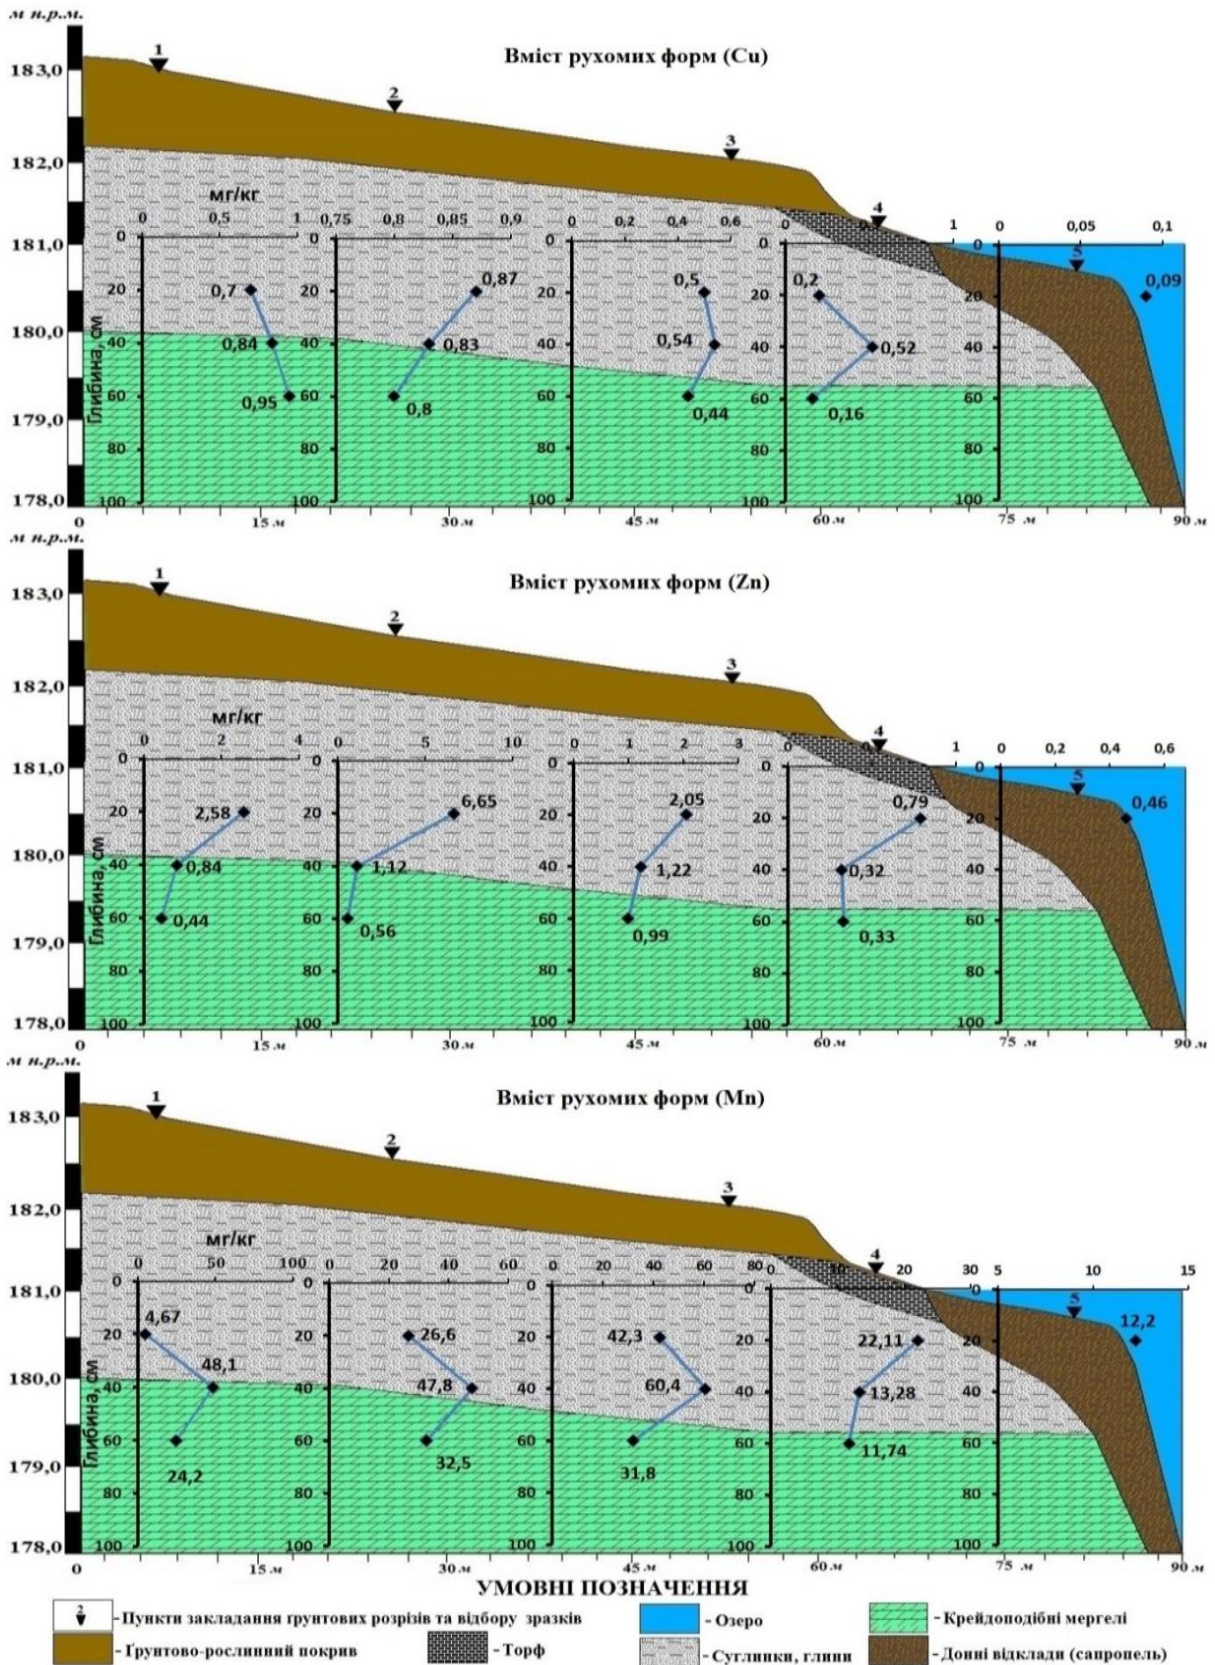 м н.р.м.
Вміст рухомих форм (Cu)
1
2
3
4
5
183,0
182,0
181,0
180,0
179,0
178,0
мг/кг
0 0,5 1 0,75 0,8 0,85 0,9 0 0,2 0,4 0,6 0 1 0 0,05 0,1
Глибина, см
0 0 0 0 0
20 0,7 20 0,87 20 0,5 20 0,2 20 0,09
40 0,84 40 0,83 40 0,54 40 0,52 40
60 0,95 60 0,8 60 0,44 60 0,16 60
80 80 80 80 80
100 100 100 100 100
0 15 м 30 м 45 м 60 м 75 м 90 м
м н.р.м.
Вміст рухомих форм (Zn)
1
2
3
4
5
183,0
182,0
181,0
180,0
179,0
178,0
мг/кг
0 2 4 0 5 10 0 1 2 3 0 1 0 0,2 0,4 0,6
Глибина, см
0 0 0 0 0
20 2,58 20 6,65 20 2,05 20 0,79 20 0,46
40 0,84 40 1,12 40 1,22 40 0,32 40
60 0,44 60 0,56 60 0,99 60 0,33 60
80 80 80 80 80
100 100 100 100 100
0 15 м 30 м 45 м 60 м 75 м 90 м
м н.р.м.
Вміст рухомих форм (Mn)
1
2
3
4
5
183,0
182,0
181,0
180,0
179,0
178,0
мг/кг
0 50 100 0 20 40 60 0 20 40 60 80 0 10 20 30 5 10 15
Глибина, см
0 0 0 0 0
20 4,67 20 26,6 20 42,3 20 22,11 20 12,2
40 48,1 40 47,8 40 60,4 40 13,28 40
60 24,2 60 32,5 60 31,8 60 11,74 60
80 80 80 80 80
100 100 100 100 100
0 15 м 30 м 45 м 60 м 75 м 90 м
УМОВНІ ПОЗНАЧЕННЯ
2 - Пункти закладання ґрунтових розрізів та відбору зразків - Озеро - Крейдоподібні мергелі
- Ґрунтово-рослинний покрив - Торф - Суглинки, глини - Донні відклади (сапропель)